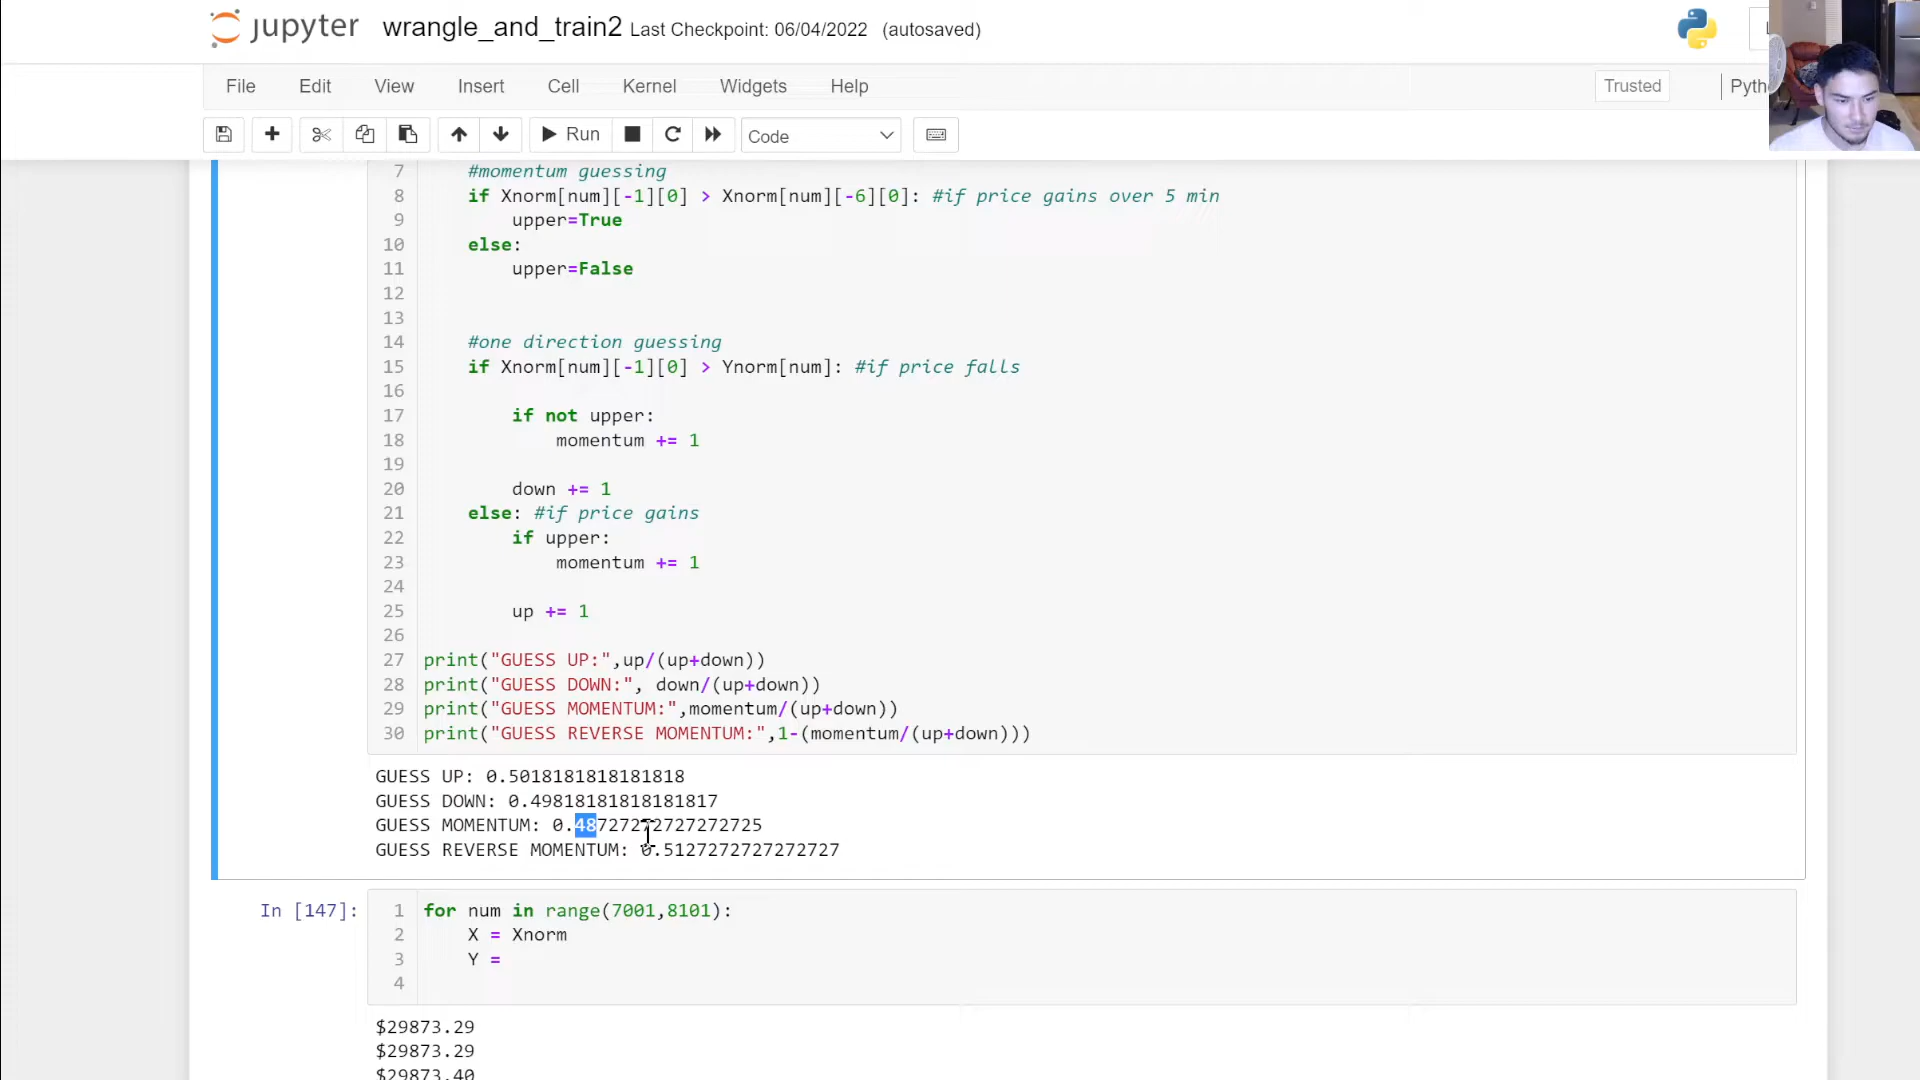 jupyter wrangle_and_train2 Last Checkpoint: 06/04/2022 (autosaved)
File Edit View Insert Cell Kernel Widgets Help Trusted
Run Code
7 #momentum guessing
8 if Xnorm[num][-1][0] > Xnorm[num][-6][0]: #if price gains over 5 min
9 upper=True
10 else:
11 upper=False
12
13
14 #one direction guessing
15 if Xnorm[num][-1][0] > Ynorm[num]: #if price falls
16
17 if not upper:
18 momentum += 1
19
20 down += 1
21 else: #if price gains
22 if upper:
23 momentum += 1
24
25 up += 1
26
27 print("GUESS UP:",up/(up+down))
28 print("GUESS DOWN:", down/(up+down))
29 print("GUESS MOMENTUM:",momentum/(up+down))
30 print("GUESS REVERSE MOMENTUM:",1-(momentum/(up+down)))
GUESS UP: 0.5018181818181818
GUESS DOWN: 0.49818181818181817
GUESS MOMENTUM: 0.48727272727272725
GUESS REVERSE MOMENTUM: 0.5127272727272727
In [147]:
1 for num in range(7001,8101):
2 X = Xnorm
3 Y =
4
$29873.29
$29873.29
$29873.40